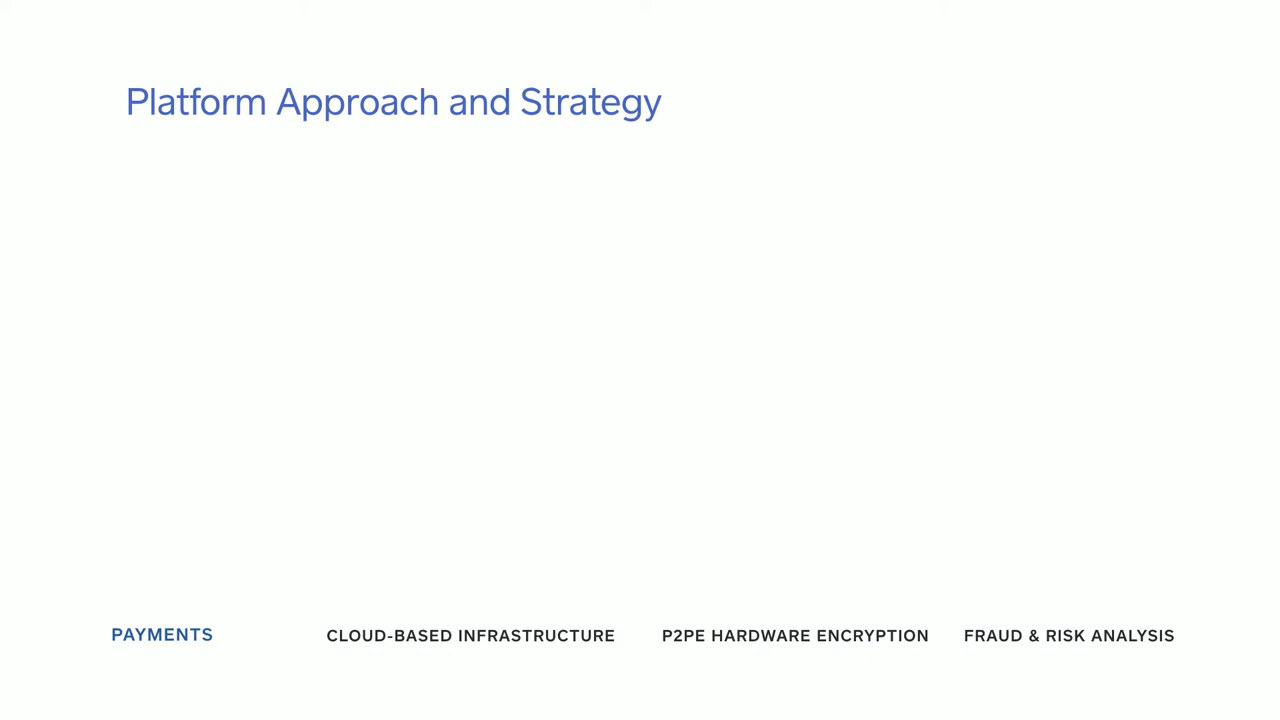 Platform Approach and Strategy
PAYMENTS CLOUD-BASED INFRASTRUCTURE P2PE HARDWARE ENCRYPTION FRAUD & RISK ANALYSIS